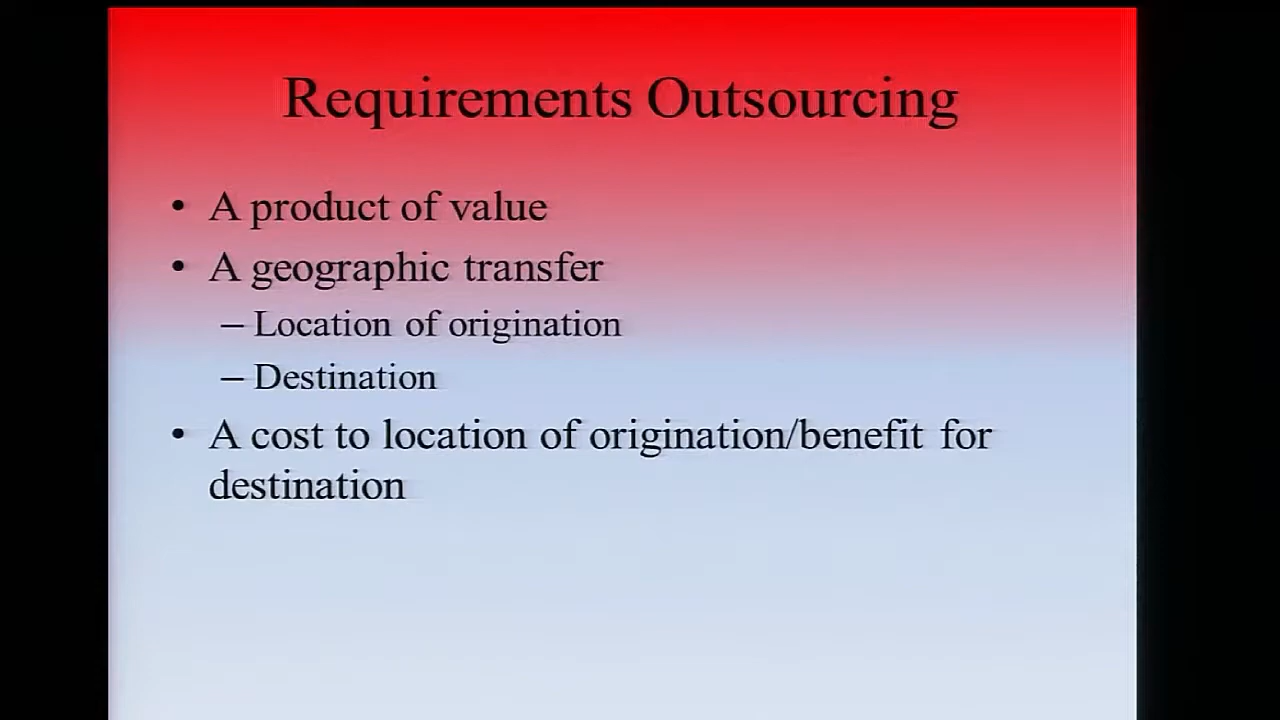 Requirements Outsourcing
• A product of value
• A geographic transfer
– Location of origination
– Destination
• A cost to location of origination/benefit for
destination